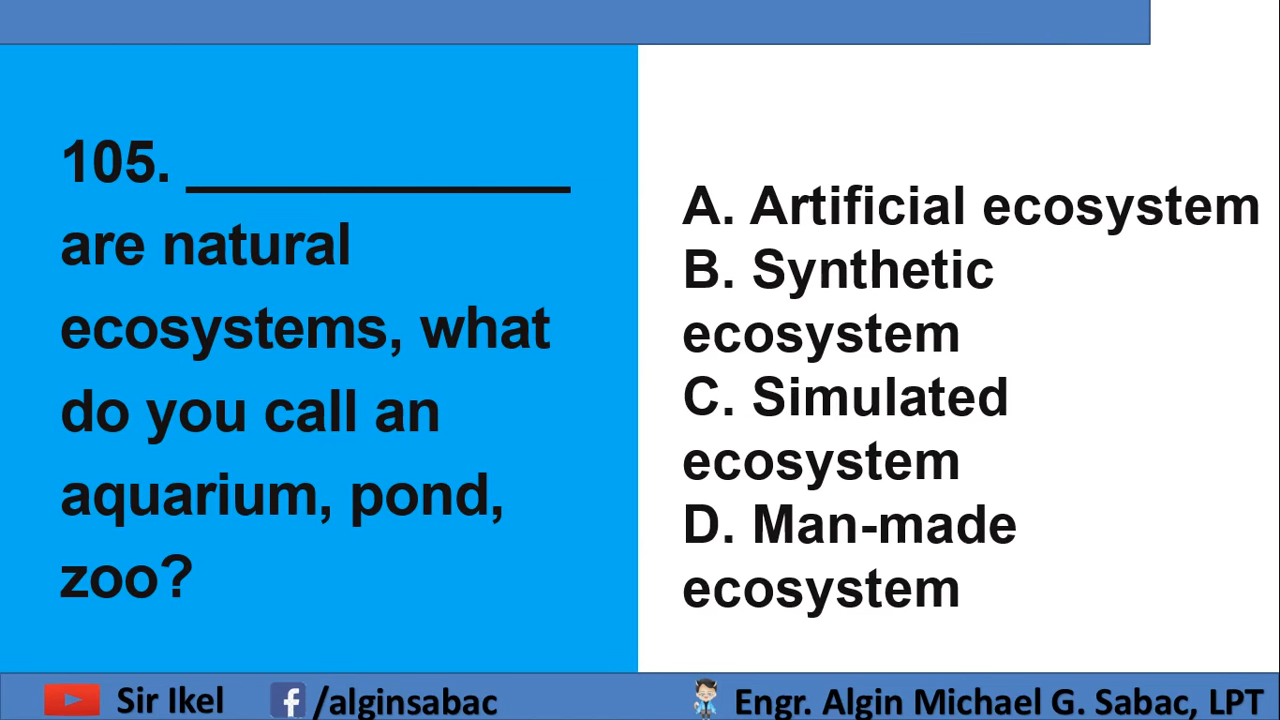 105. _____________
are natural
ecosystems, what
do you call an
aquarium, pond,
zoo?
A. Artificial ecosystem
B. Synthetic
ecosystem
C. Simulated
ecosystem
D. Man-made
ecosystem
Sir Ikel
/alginsabac
Engr. Algin Michael G. Sabac, LPT